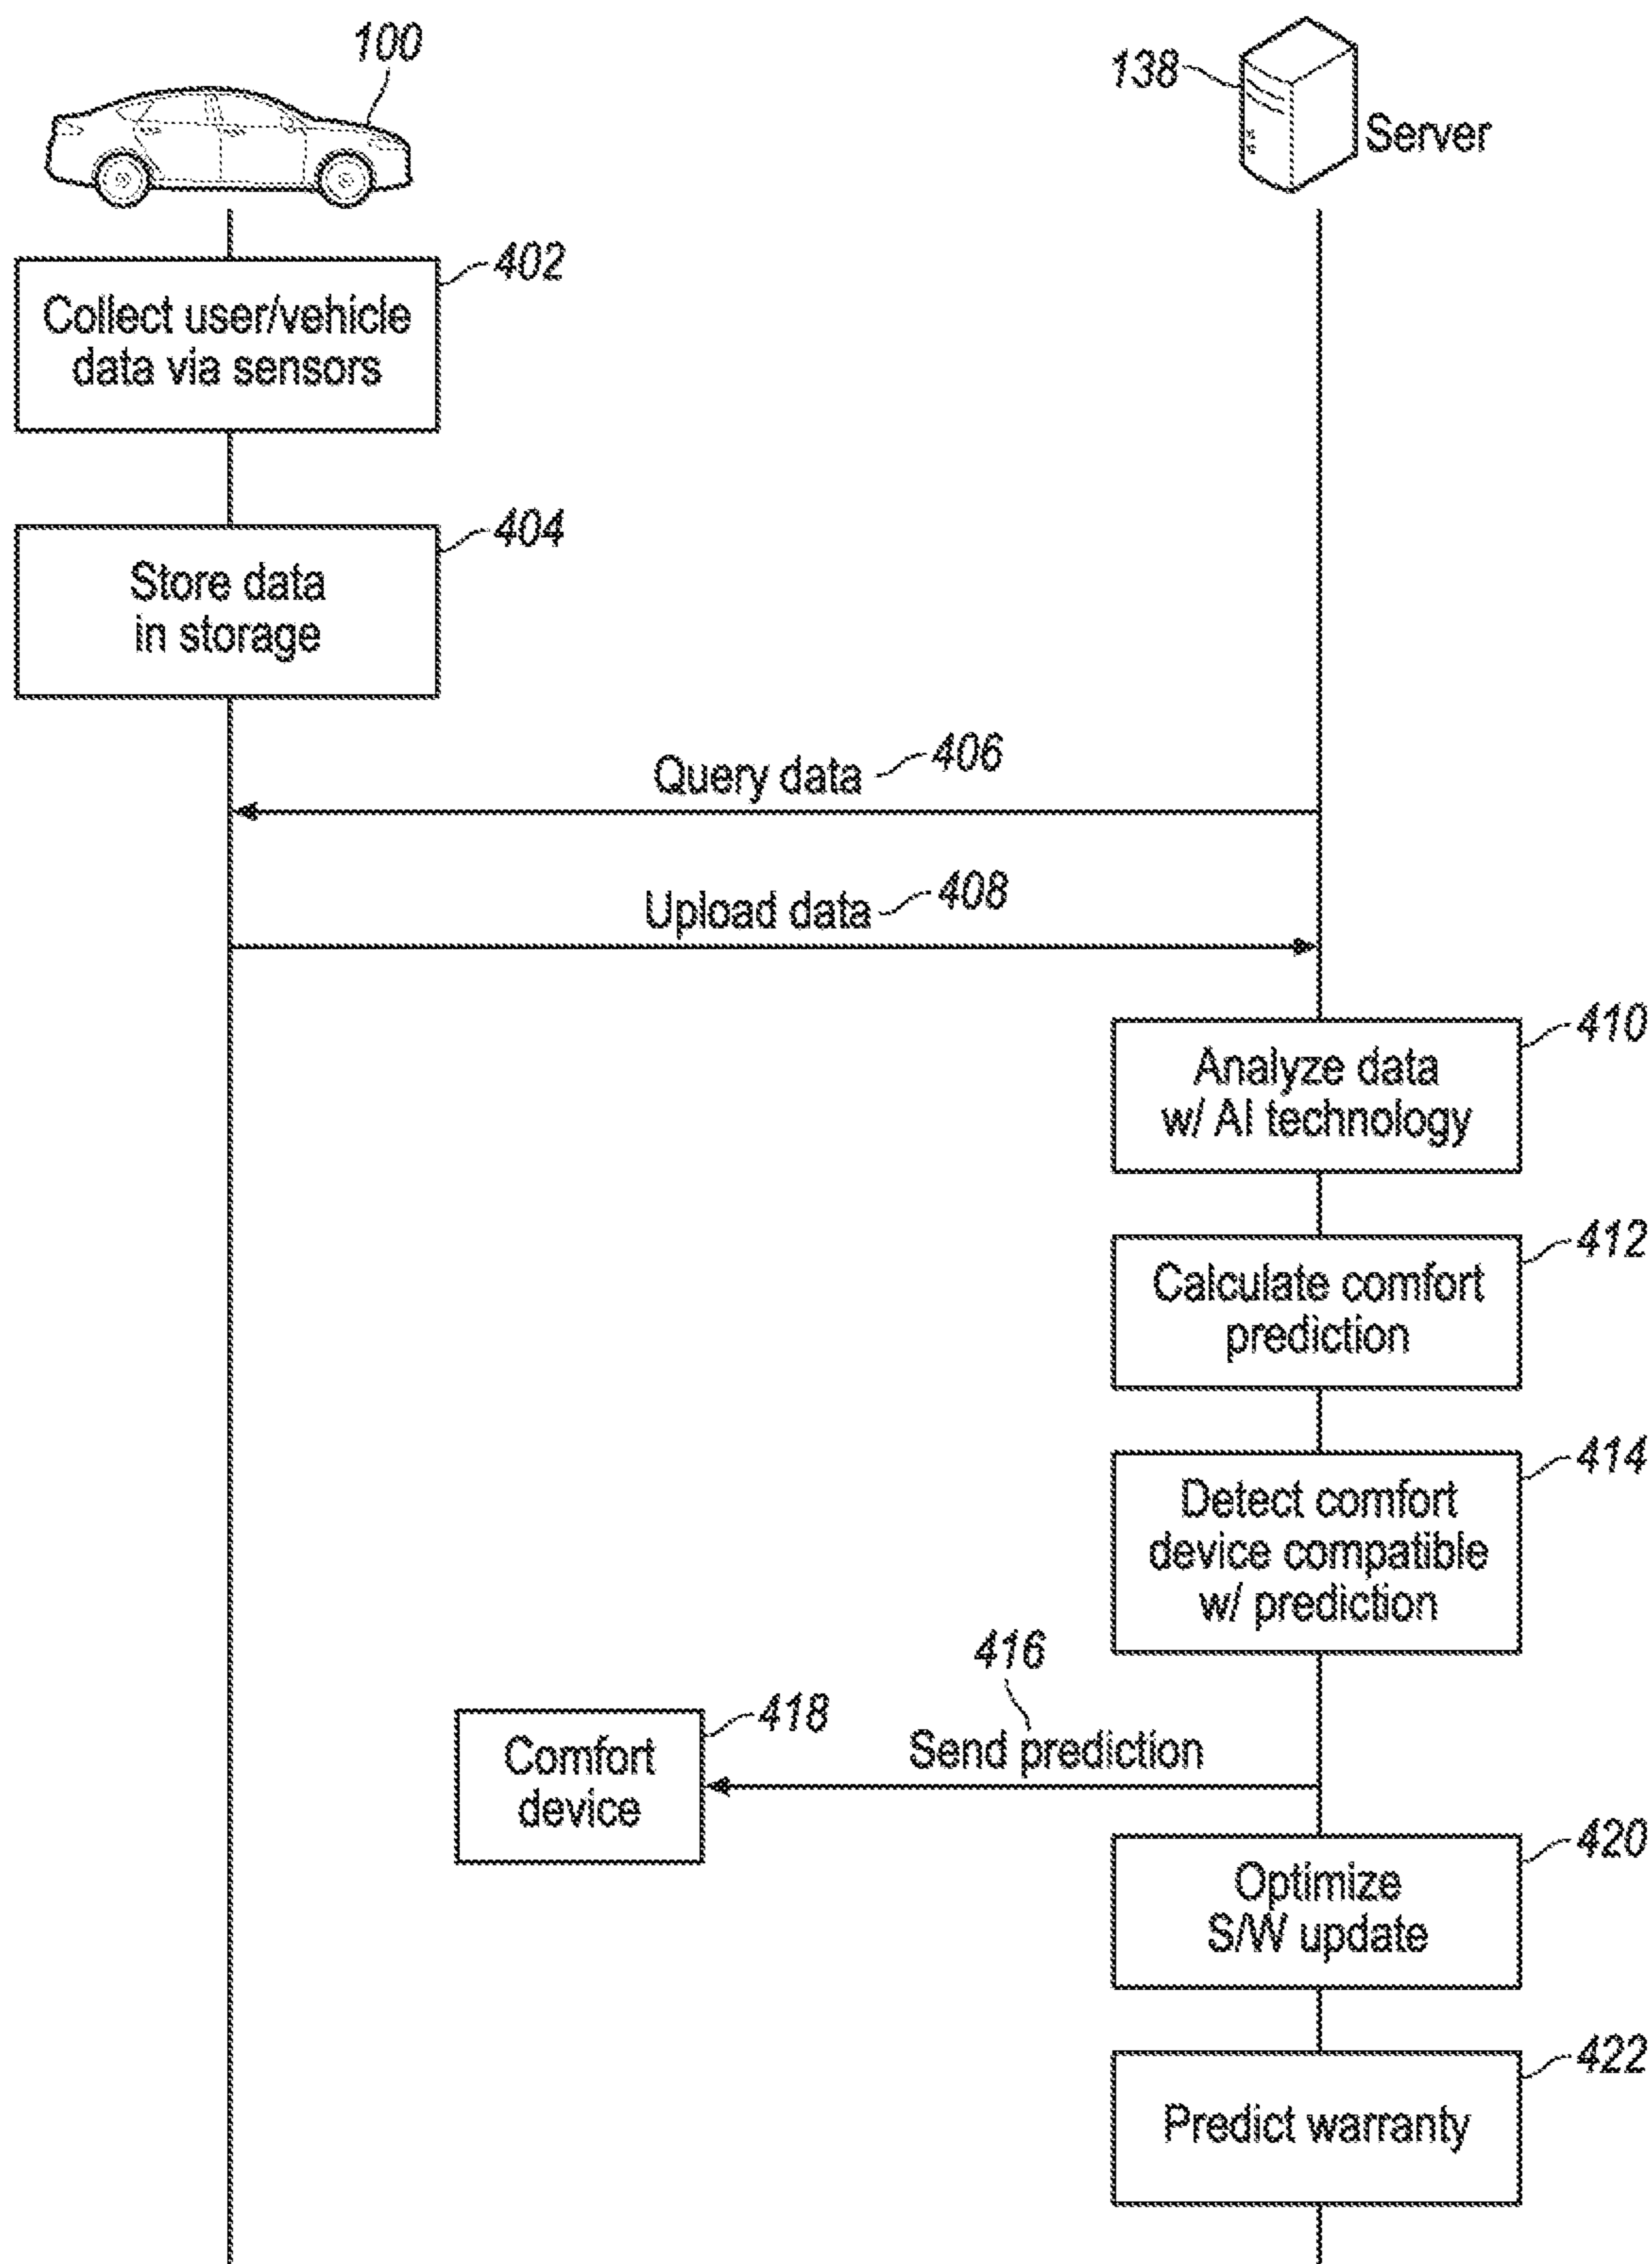 100
138
Server
402
Collect user/vehicle
data via sensors
404
Store data
in storage
Query data
406
Upload data
408
410
Analyze data
w/ AI technology
412
Calculate comfort
prediction
414
Detect comfort
device compatible
w/ prediction
416
Send prediction
418
Comfort
device
420
Optimize
S/W update
422
Predict warranty